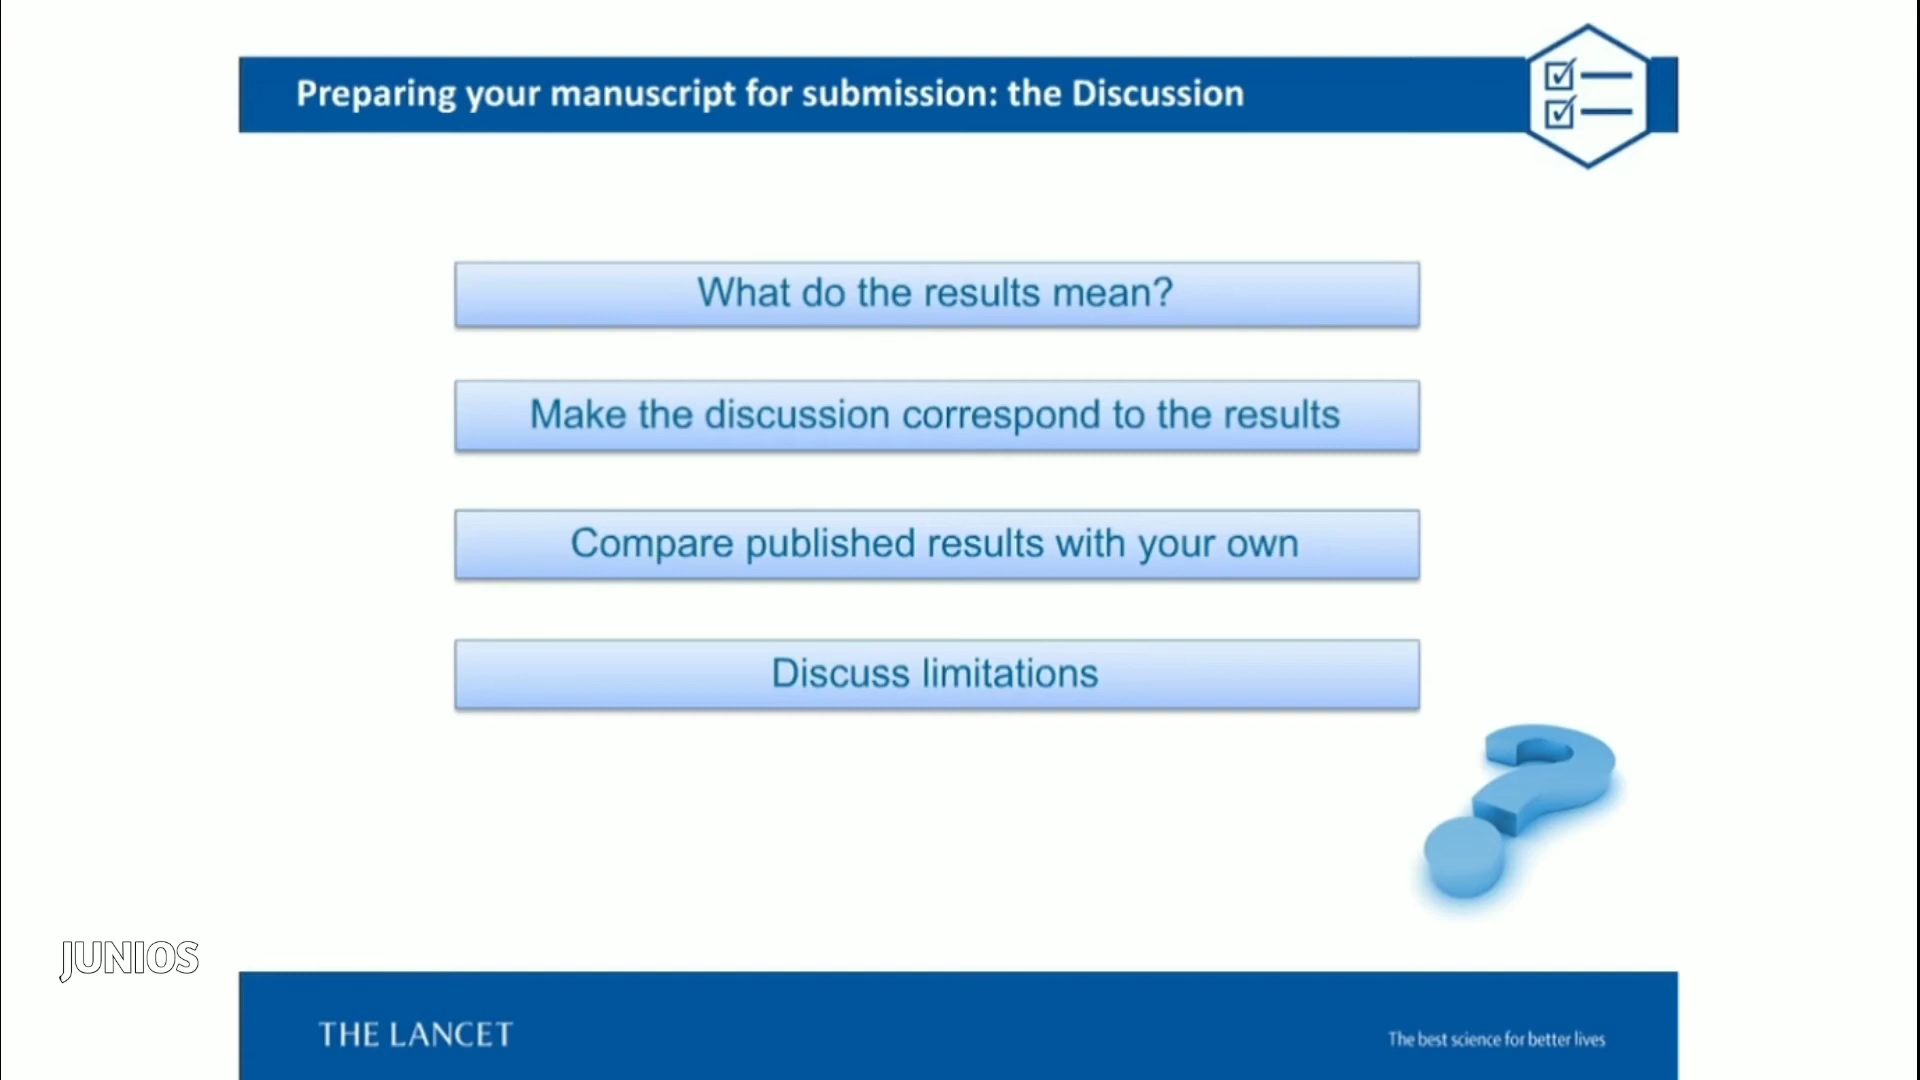 Preparing your manuscript for submission: the Discussion
What do the results mean?
Make the discussion correspond to the results
Compare published results with your own
Discuss limitations
JUNIOS
THE LANCET
The best science for better lives